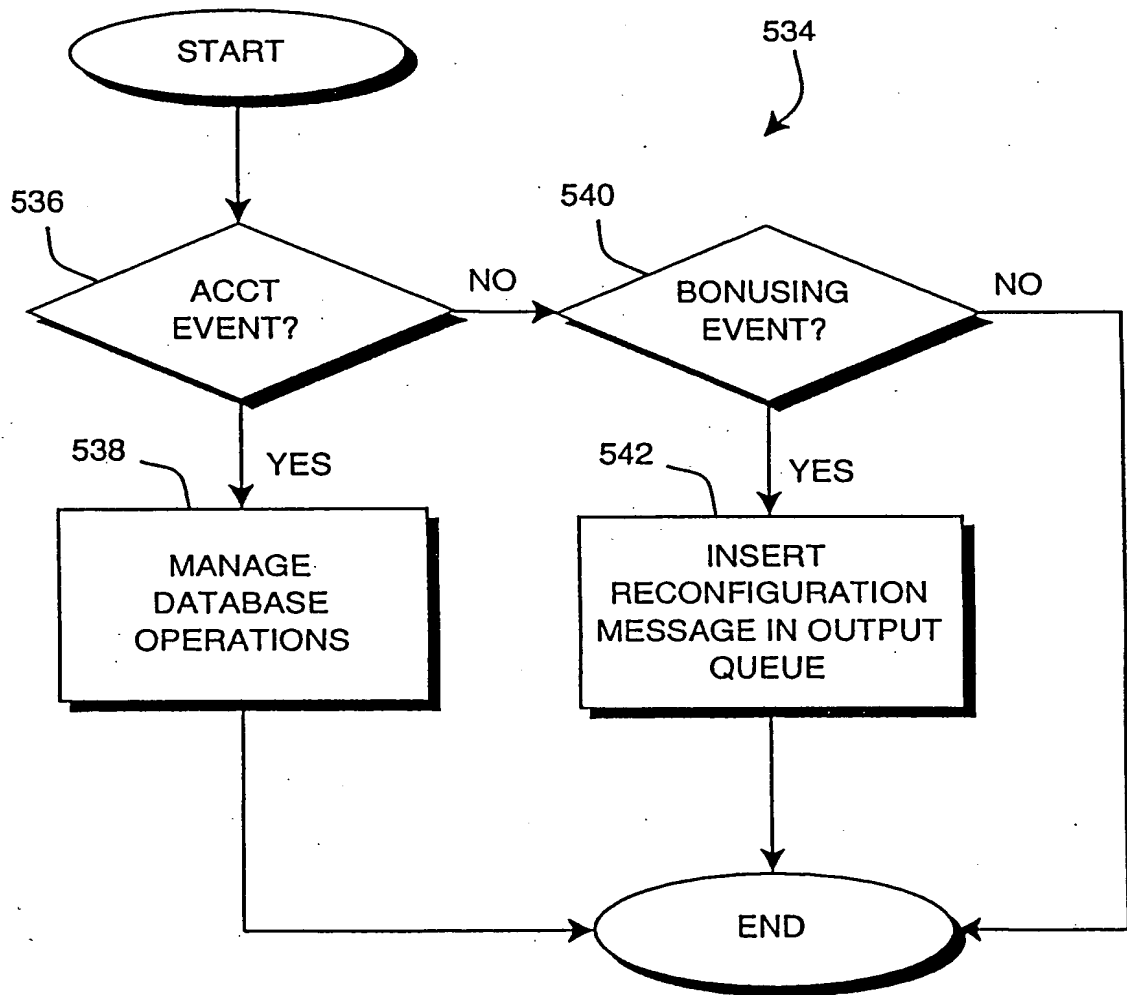 START
534
536
ACCT
EVENT?
NO
540
BONUSING
EVENT?
NO
538
YES
MANAGE
DATABASE
OPERATIONS
542
YES
INSERT
RECONFIGURATION
MESSAGE IN OUTPUT
QUEUE
END